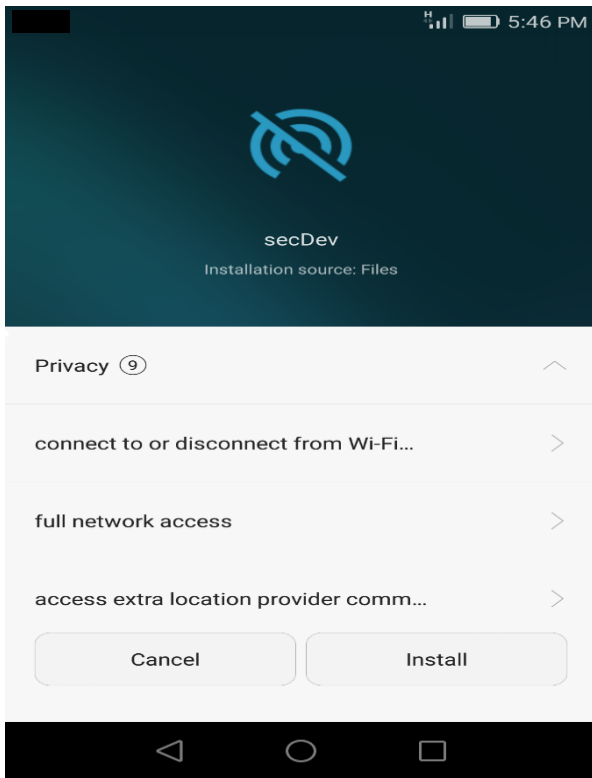 H
5:46 PM
secDev
Installation source: Files
Privacy 9
connect to or disconnect from Wi-Fi...
full network access
access extra location provider comm...
Cancel Install